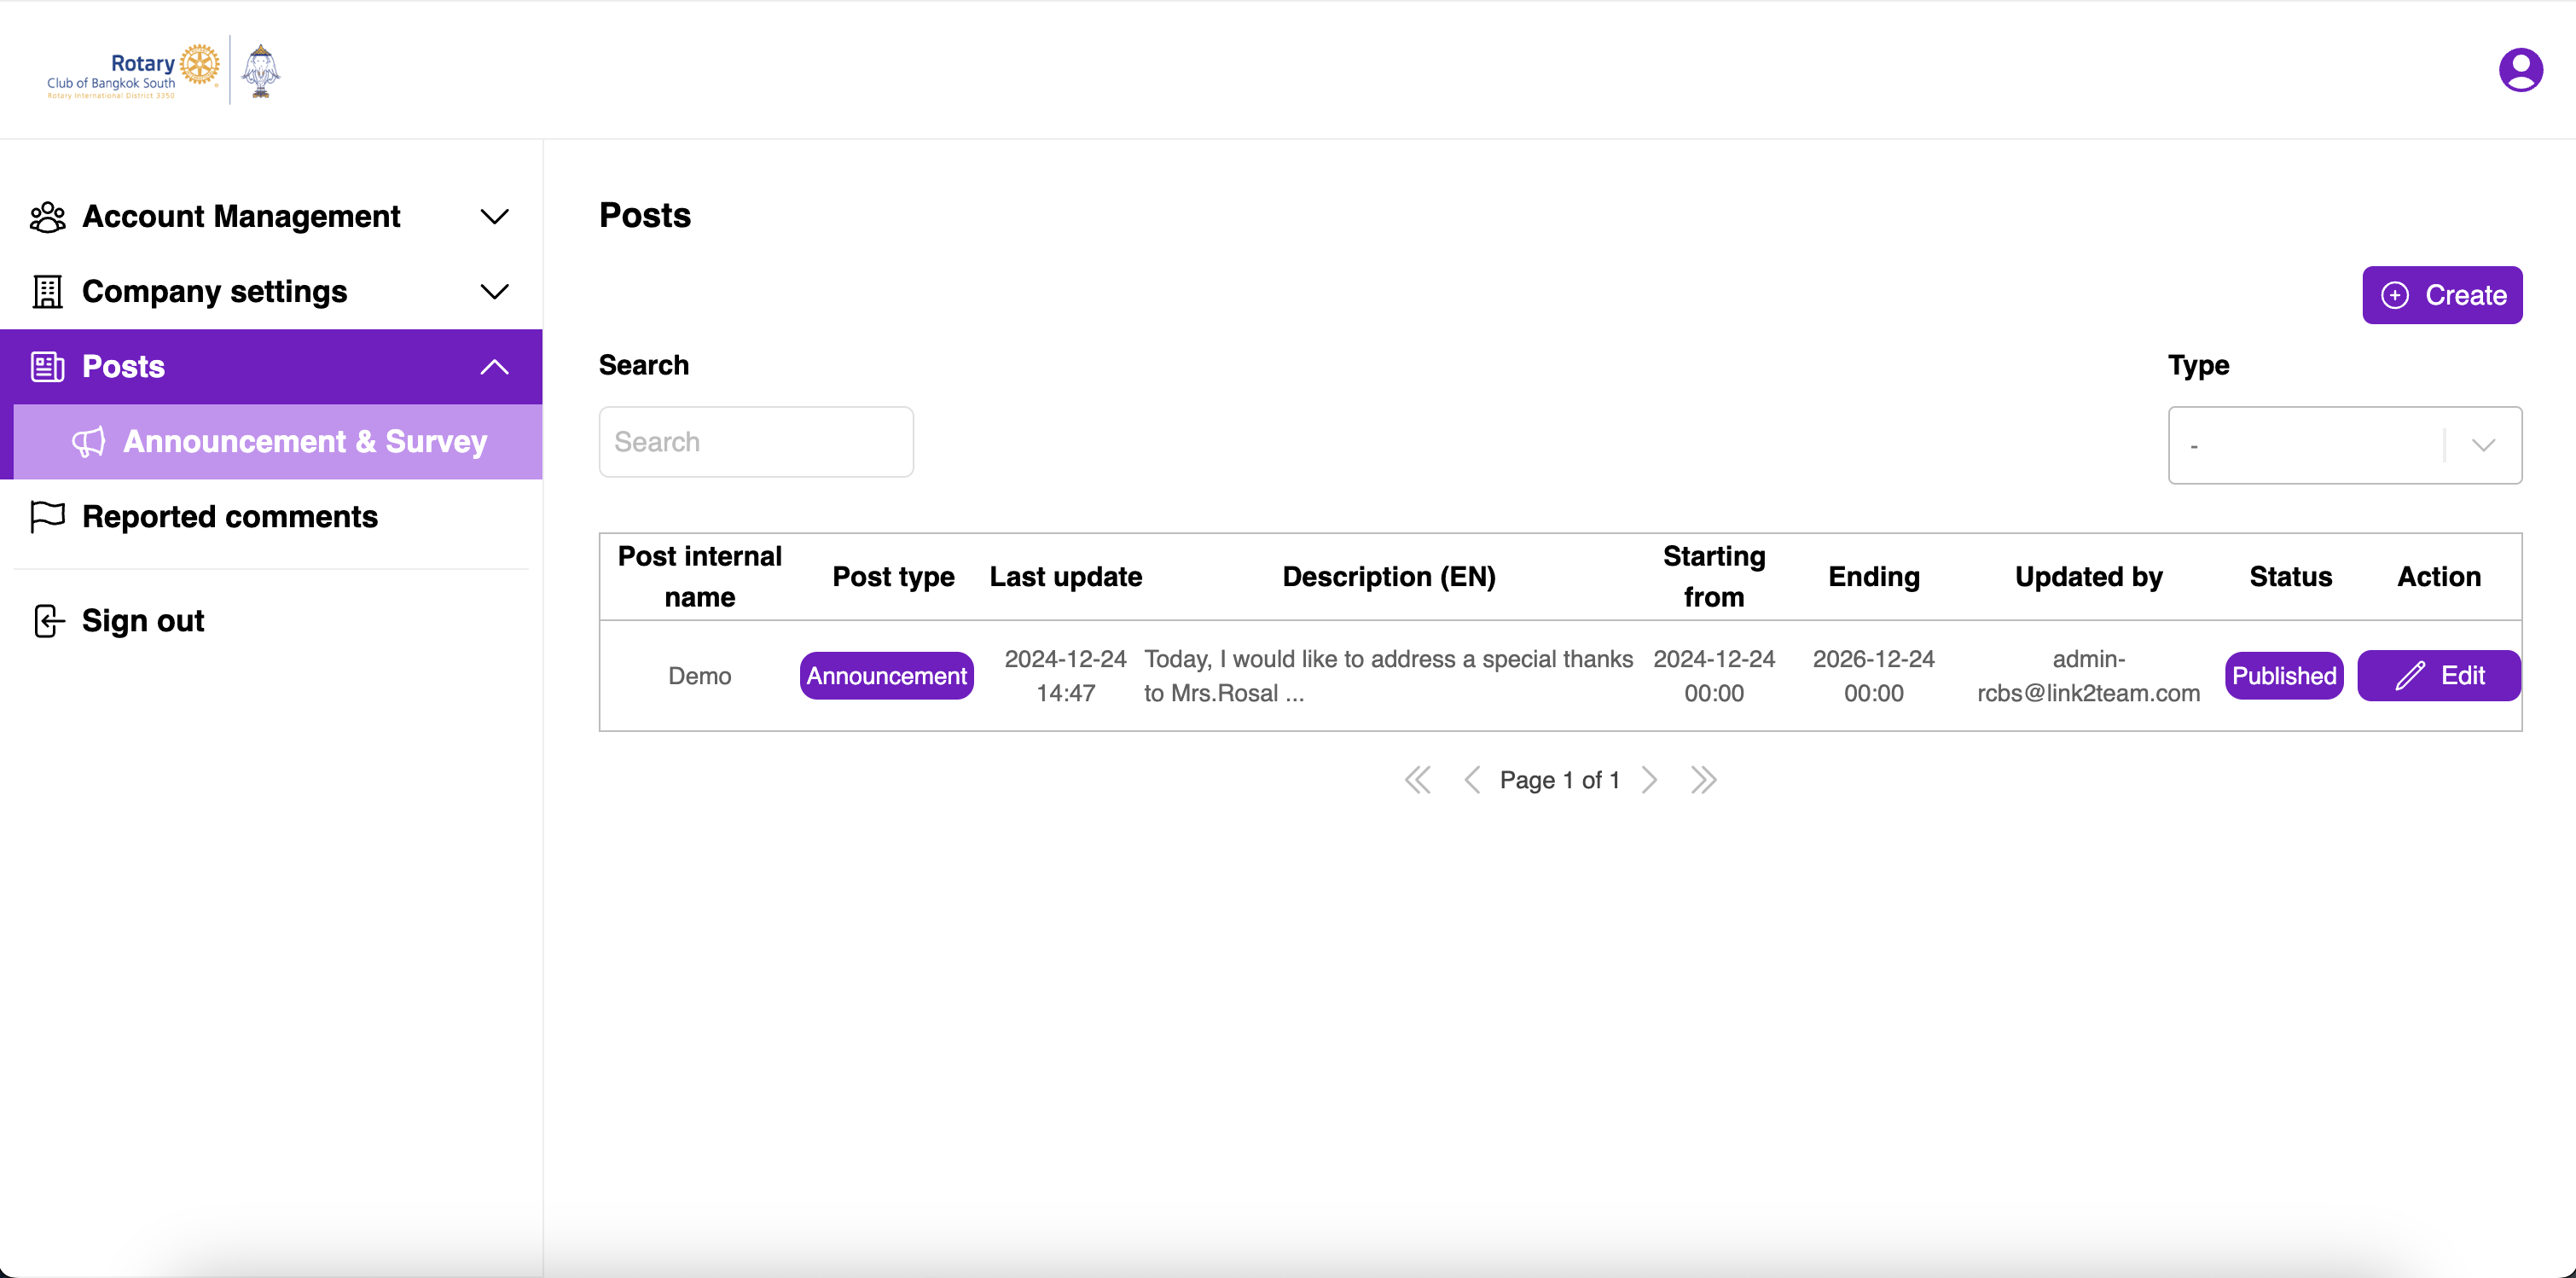 Rotary
Club of Bangkok South
Rotary International District 3350
Account Management
Company settings
Posts
Announcement & Survey
Reported comments
Sign out
Posts
Create
Search
Type
Search
-
Post internal name
Post type
Last update
Description (EN)
Starting from
Ending
Updated by
Status
Action
Demo
Announcement
2024-12-24
14:47
Today, I would like to address a special thanks
to Mrs.Rosal ...
2024-12-24
00:00
2026-12-24
00:00
admin-
rcbs@link2team.com
Published
Edit
Page 1 of 1